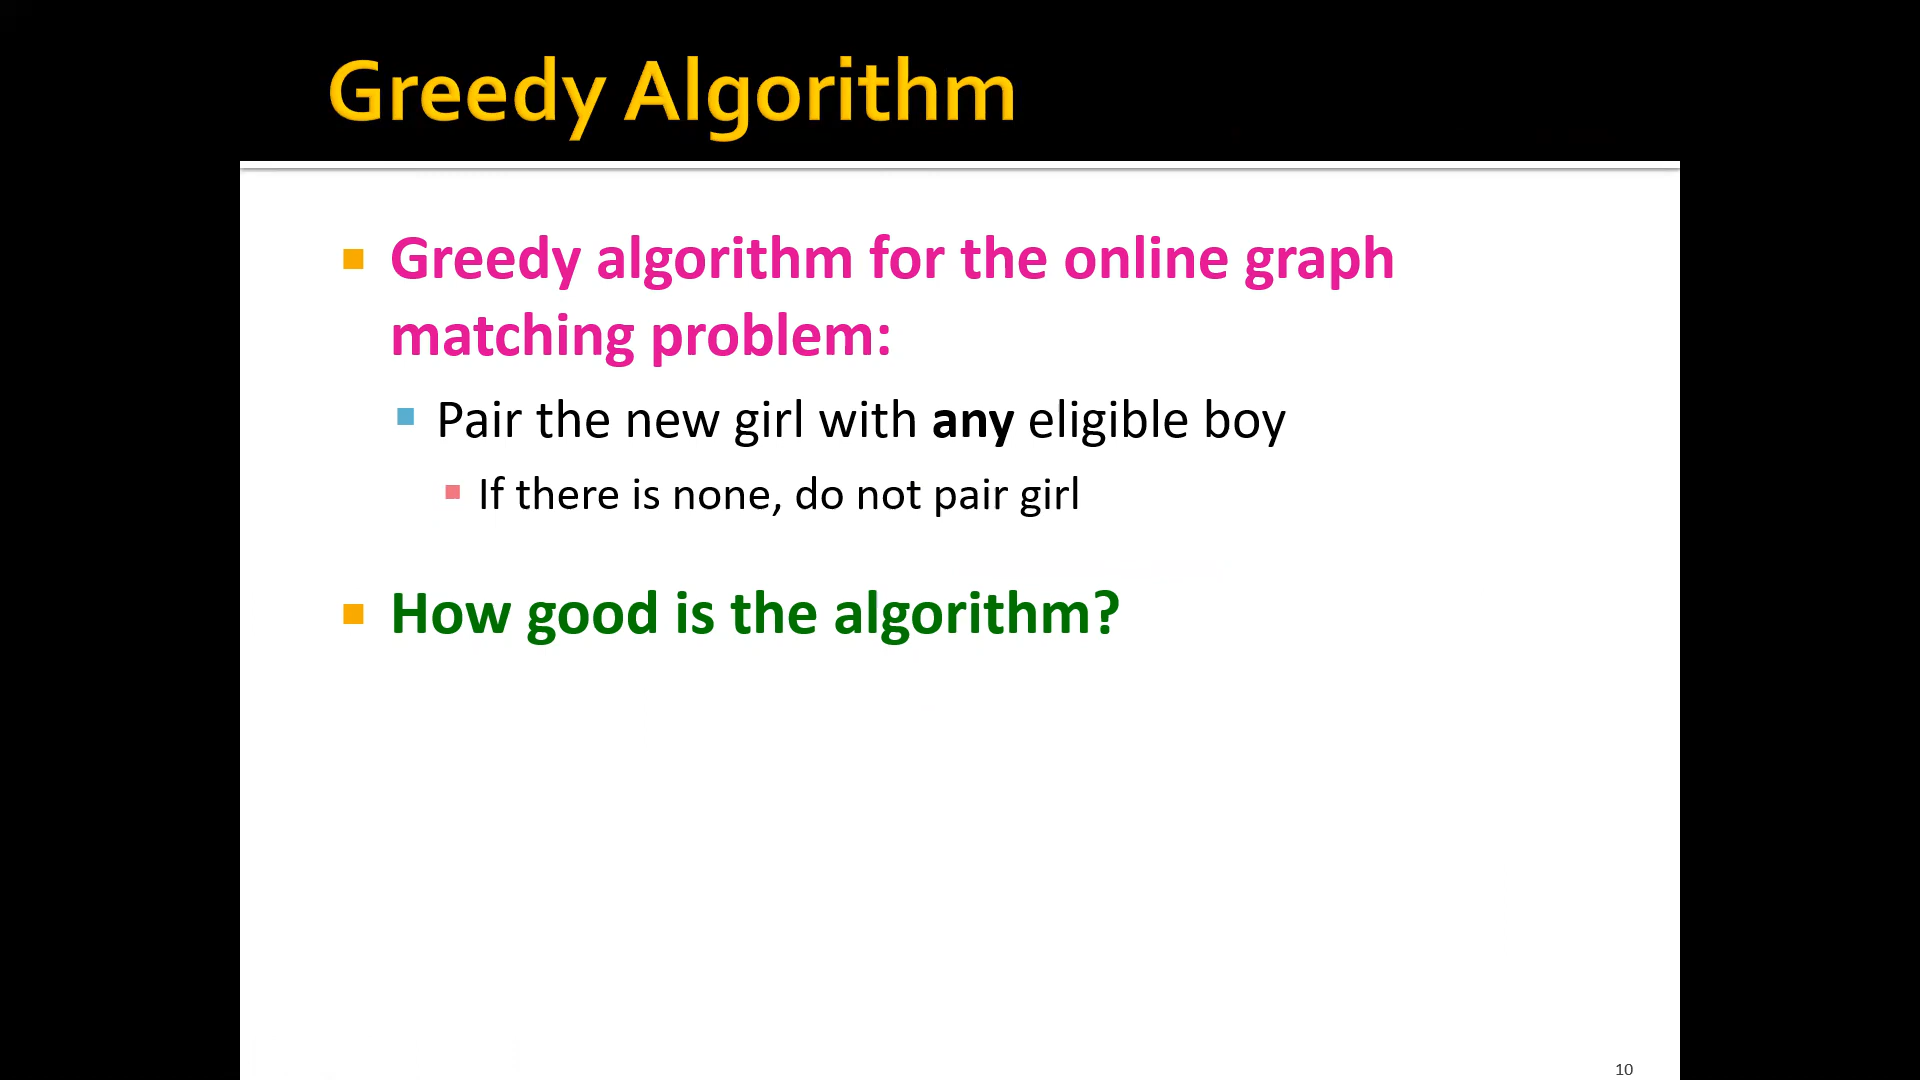 Greedy Algorithm
Greedy algorithm for the online graph
matching problem:
Pair the new girl with any eligible boy
If there is none, do not pair girl
How good is the algorithm?
10